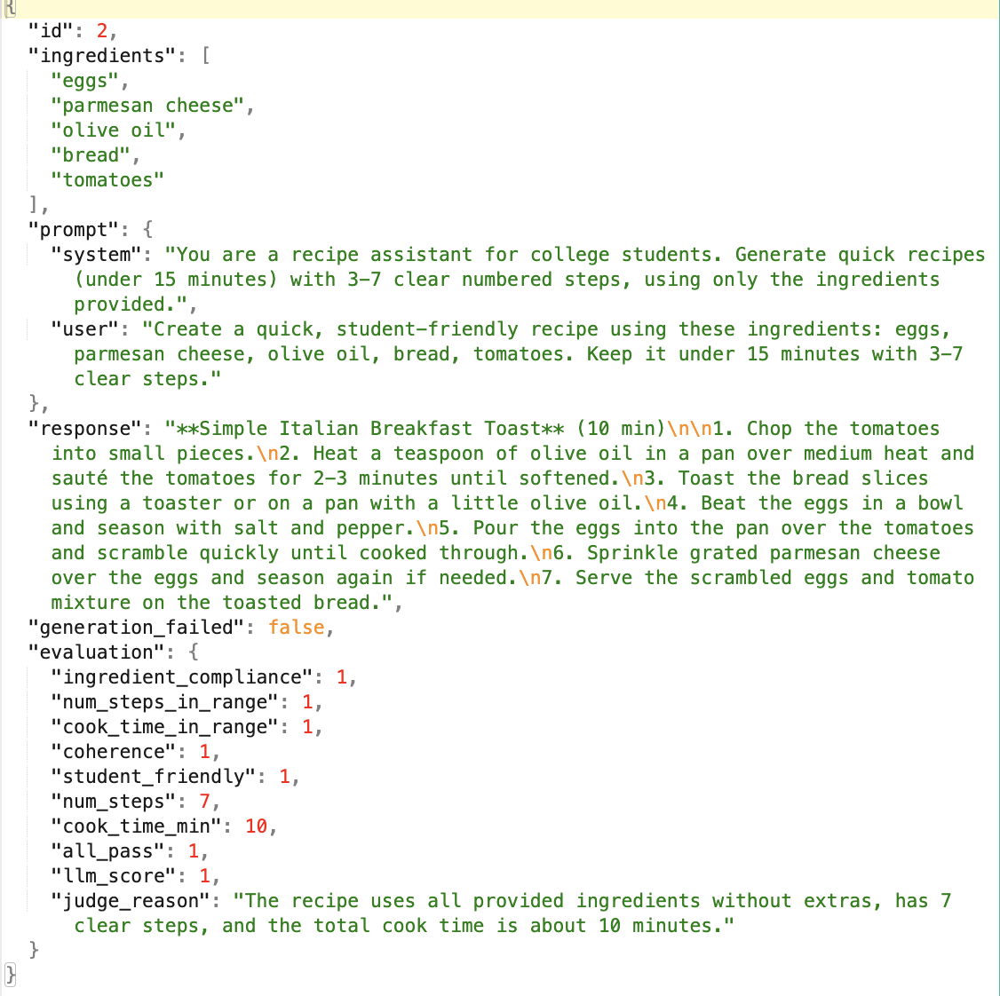 {
"id": 2,
"ingredients": [
"eggs",
"parmesan cheese",
"olive oil",
"bread",
"tomatoes"
],
"prompt": {
"system": "You are a recipe assistant for college students. Generate quick recipes
(under 15 minutes) with 3-7 clear numbered steps, using only the ingredients
provided.",
"user": "Create a quick, student-friendly recipe using these ingredients: eggs,
parmesan cheese, olive oil, bread, tomatoes. Keep it under 15 minutes with 3-7
clear steps."
},
"response": "**Simple Italian Breakfast Toast** (10 min)\n\n1. Chop the tomatoes
into small pieces.\n2. Heat a teaspoon of olive oil in a pan over medium heat and
sauté the tomatoes for 2-3 minutes until softened.\n3. Toast the bread slices
using a toaster or on a pan with a little olive oil.\n4. Beat the eggs in a bowl
and season with salt and pepper.\n5. Pour the eggs into the pan over the tomatoes
and scramble quickly until cooked through.\n6. Sprinkle grated parmesan cheese
over the eggs and season again if needed.\n7. Serve the scrambled eggs and tomato
mixture on the toasted bread.",
"generation_failed": false,
"evaluation": {
"ingredient_compliance": 1,
"num_steps_in_range": 1,
"cook_time_in_range": 1,
"coherence": 1,
"student_friendly": 1,
"num_steps": 7,
"cook_time_min": 10,
"all_pass": 1,
"llm_score": 1,
"judge_reason": "The recipe uses all provided ingredients without extras, has 7
clear steps, and the total cook time is about 10 minutes."
}
}